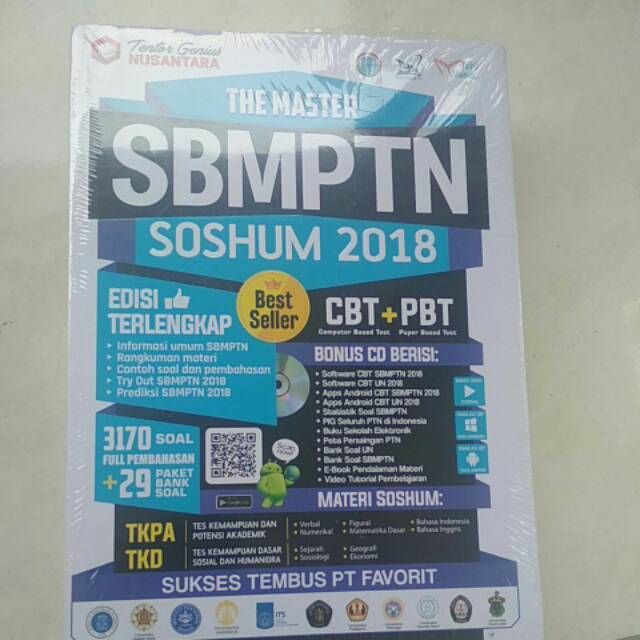 Tentor Genius
NUSANTARA
THE MASTER
SBMPTN
SOSHUM 2018
EDISI
TERLENGKAP
• Informasi umum SBMPTN
• Rangkuman materi
• Contoh soal dan pembahasan
• Try Out SBMPTN 2018
• Prediksi SBMPTN 2018
Best
Seller
CBT+PBT
Computer Based Test Paper Based Test
BONUS CD BERISI:
• Software CBT SBMPTN 2018
• Software CBT UN 2018
• Apps Android CBT SBMPTN 2018
• Apps Android CBT UN 2018
• Statistik Soal SBMPTN
• PIG Seluruh PTN di Indonesia
• Buku Sekolah Elektronik
• Peta Persaingan PTN
• Bank Soal UN
• Bank Soal SBMPTN
• E-Book Pendalaman Materi
• Video Tutorial Pembelajaran
3170 SOAL
FULL PEMBAHASAN
+29 PAKET
BANK
SOAL
Scan
now!
MATERI SOSHUM:
TKPA TES KEMAMPUAN DAN
POTENSI AKADEMIK
• Verbal • Figural • Bahasa Indonesia
• Numerikal • Matematika Dasar • Bahasa Inggris
TKD TES KEMAMPUAN DASAR
SOSIAL DAN HUMANIORA
• Sejarah • Geografi
• Sosiologi • Ekonomi
SUKSES TEMBUS PT FAVORIT
ITS